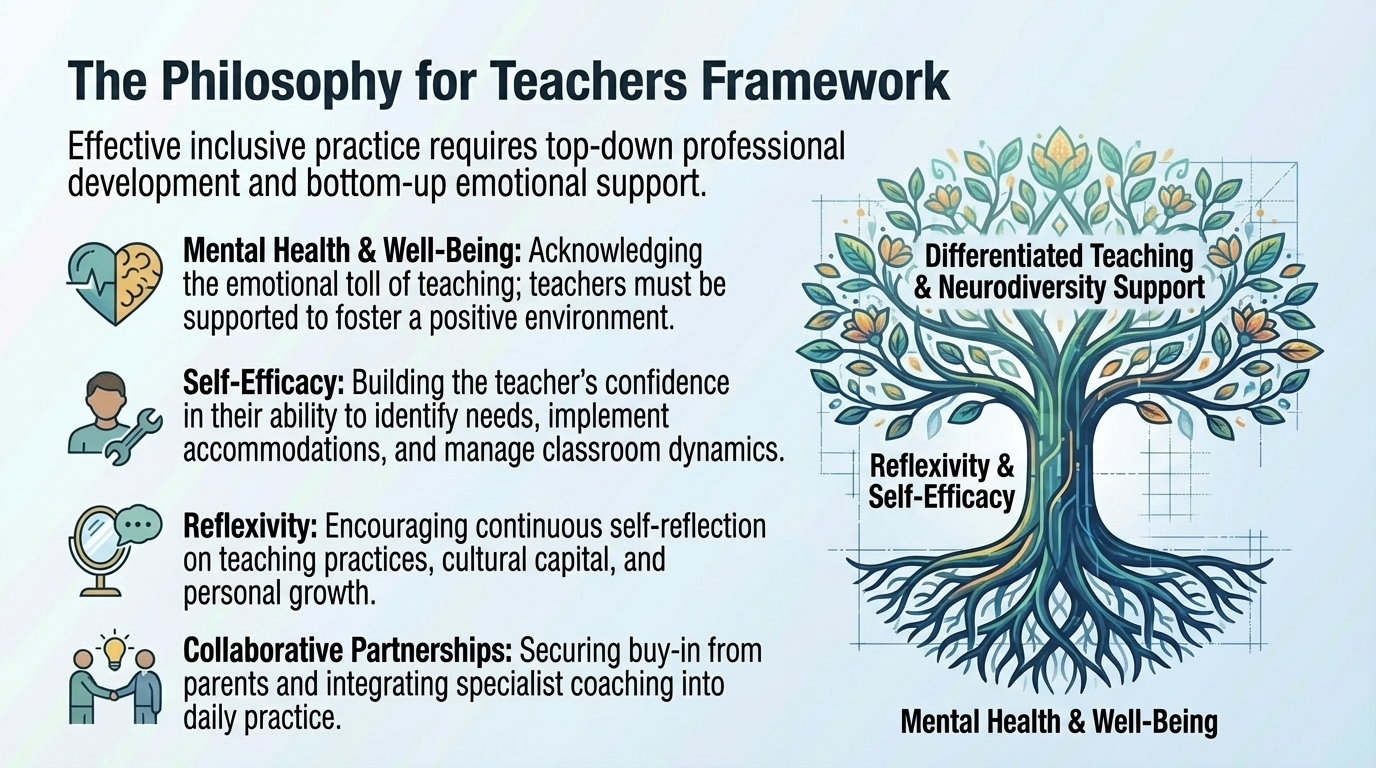 The Philosophy for Teachers Framework
Effective inclusive practice requires top-down professional
development and bottom-up emotional support.
Mental Health & Well-Being: Acknowledging
the emotional toll of teaching; teachers must be
supported to foster a positive environment.
Self-Efficacy: Building the teacher’s confidence
in their ability to identify needs, implement
accommodations, and manage classroom dynamics.
Reflexivity: Encouraging continuous self-reflection
on teaching practices, cultural capital, and
personal growth.
Collaborative Partnerships: Securing buy-in from
parents and integrating specialist coaching into
daily practice.
Differentiated Teaching
& Neurodiversity Support
Reflexivity &
Self-Efficacy
Mental Health & Well-Being